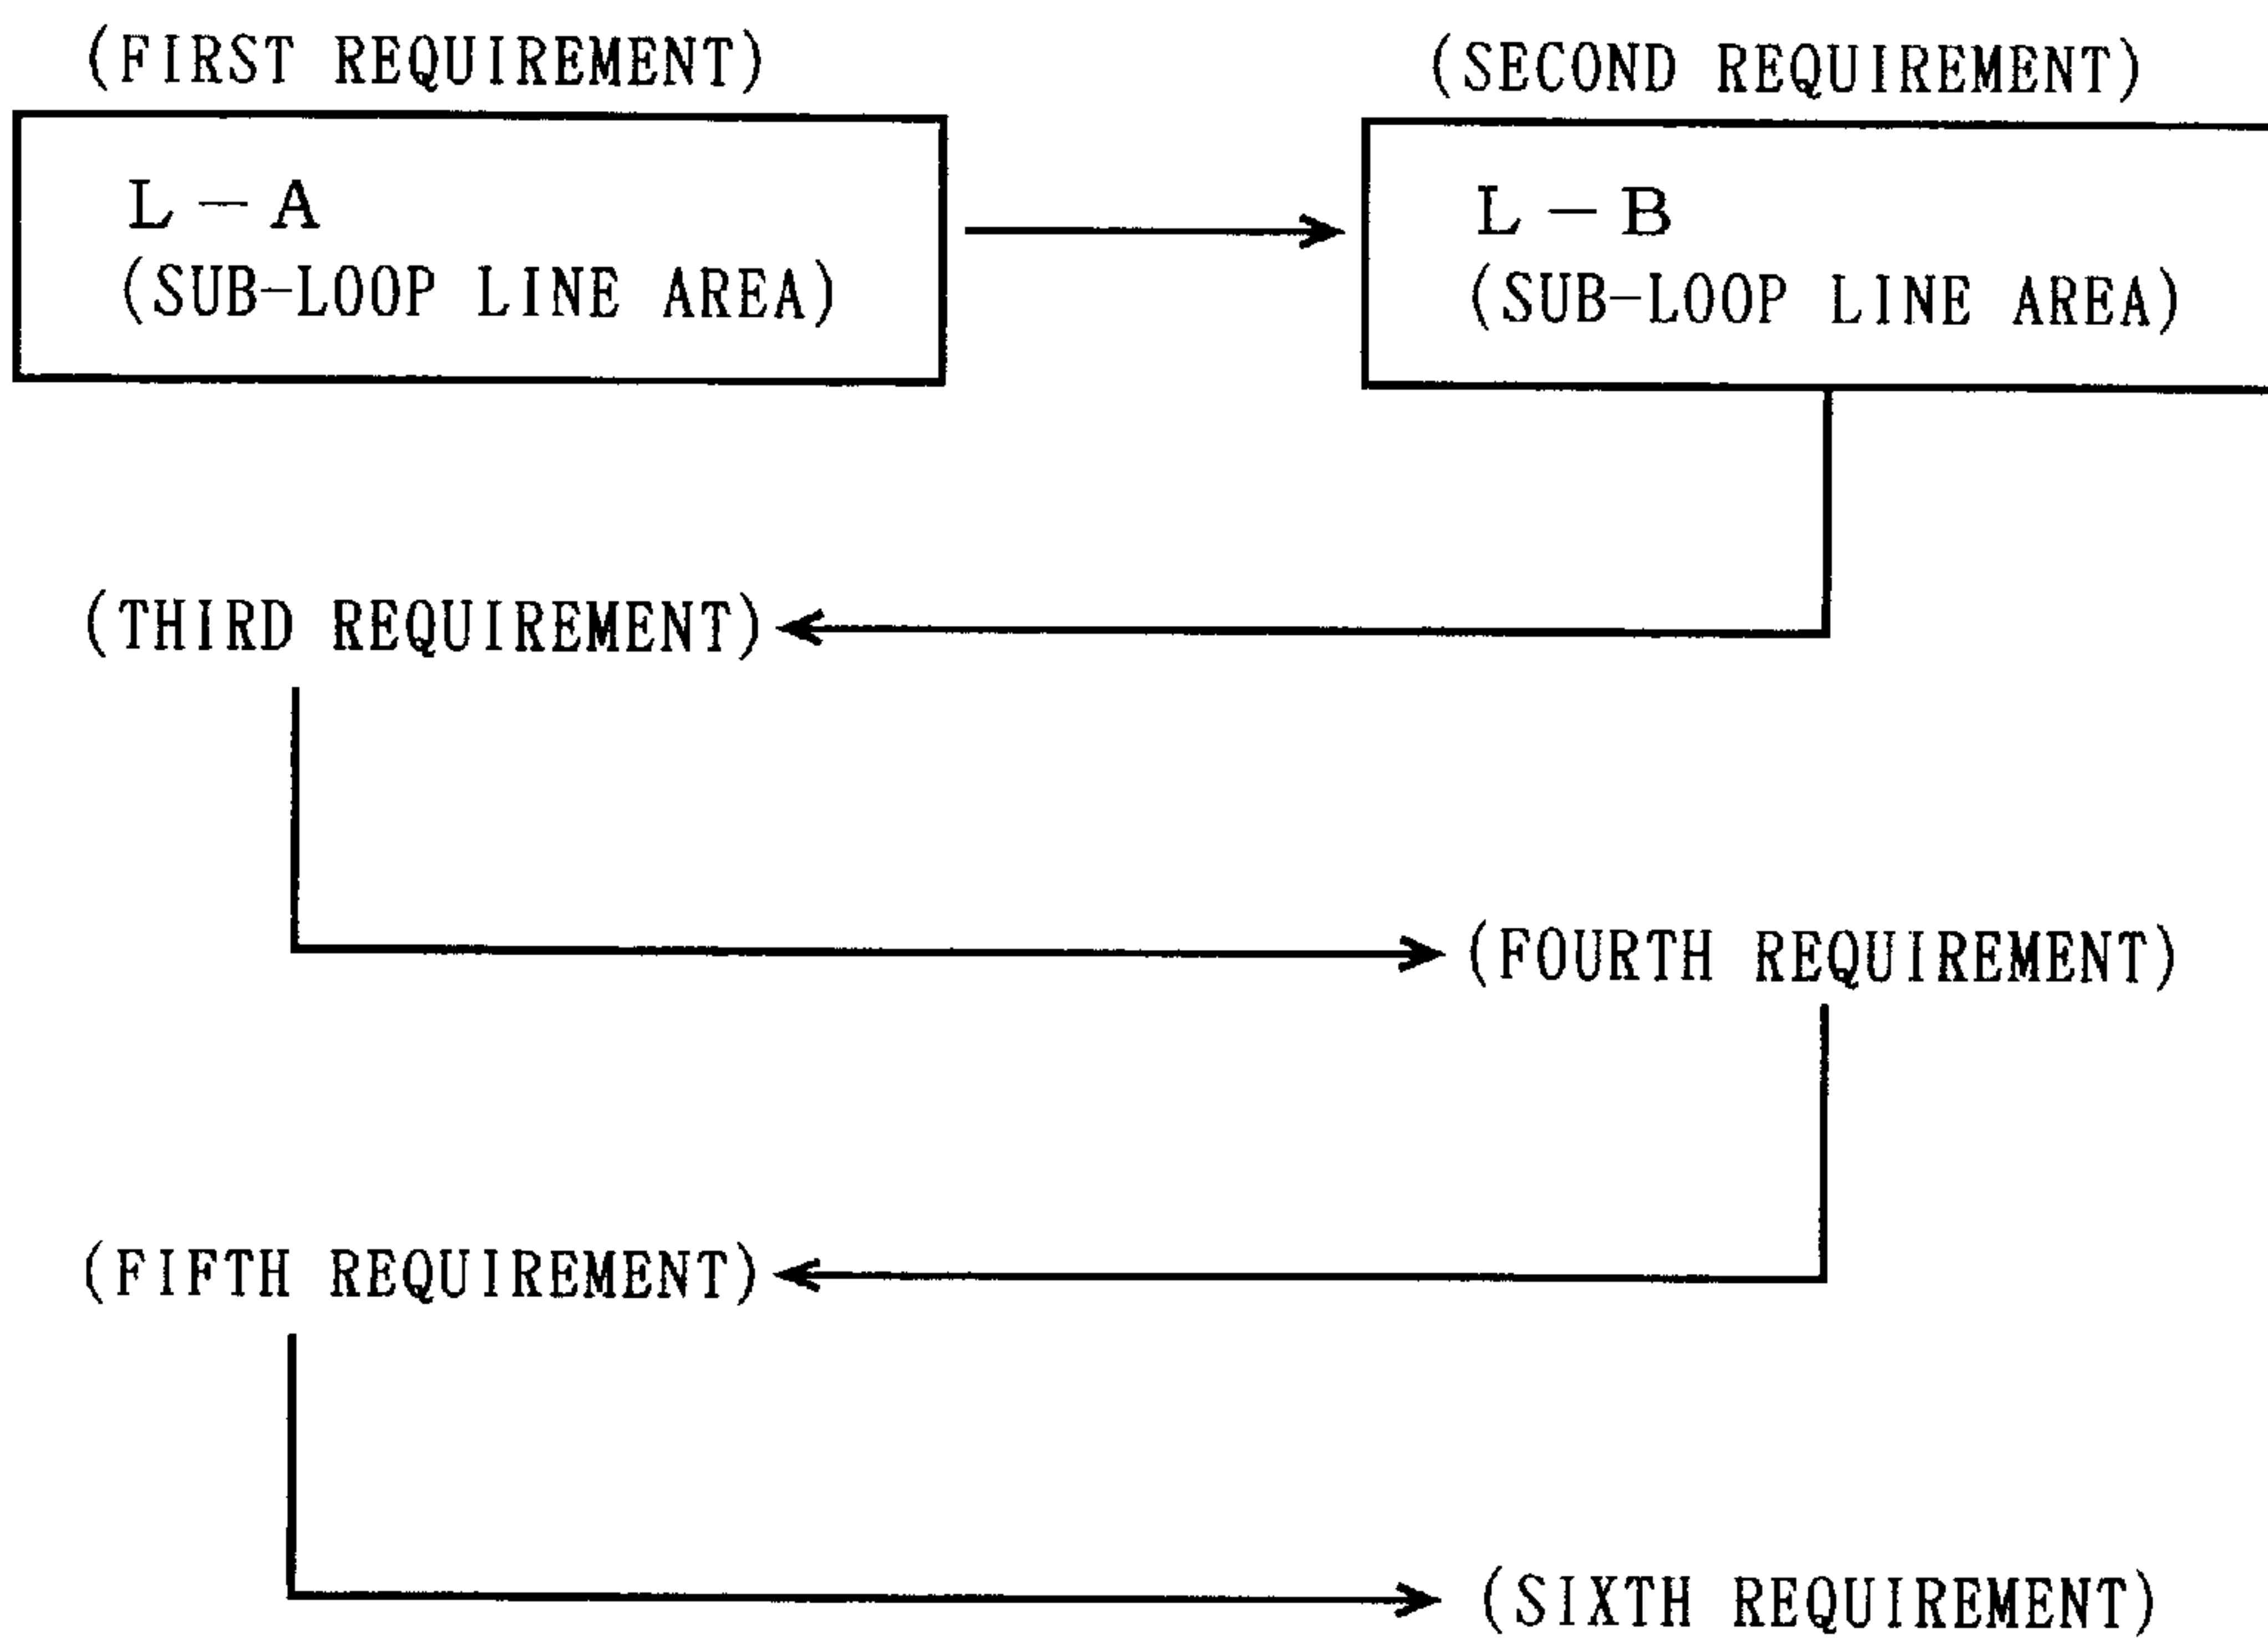 (FIRST REQUIREMENT)
L-A
(SUB-LOOP LINE AREA)
(SECOND REQUIREMENT)
L-B
(SUB-LOOP LINE AREA)
(THIRD REQUIREMENT)
(FOURTH REQUIREMENT)
(FIFTH REQUIREMENT)
(SIXTH REQUIREMENT)